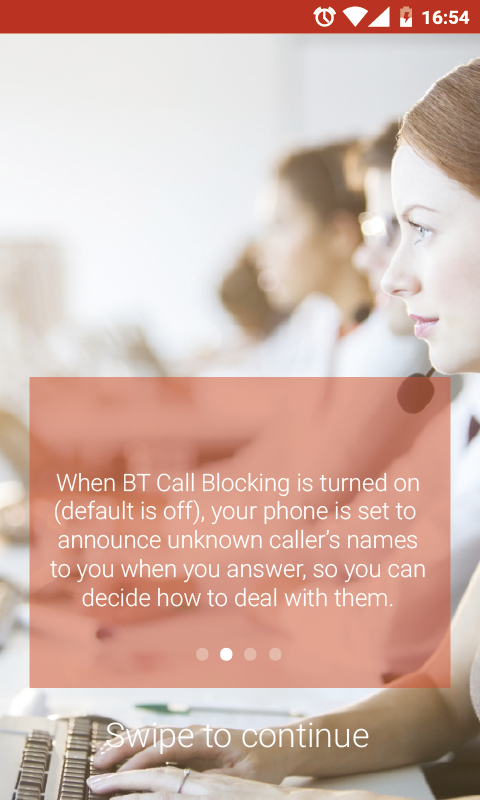 16:54
When BT Call Blocking is turned on
(default is off), your phone is set to
announce unknown caller's names
to you when you answer, so you can
decide how to deal with them.
Swipe to continue